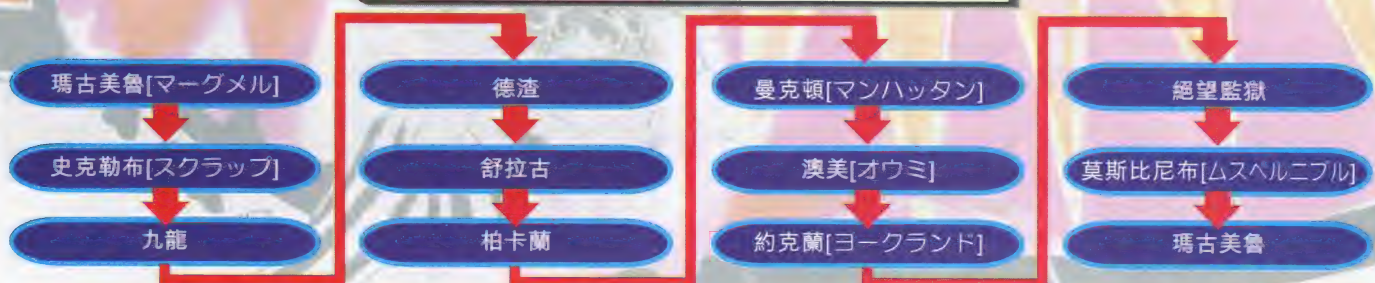 瑪古美魯[マーグメル]
史克勒布[スクラップ]
九龍
德渣
舒拉古
柏卡蘭
曼克頓[マンハッタン]
澳美[オウミ]
約克蘭[ヨークランド]
絕望監獄
莫斯比尼布[ムスペルニブル]
瑪古美魯